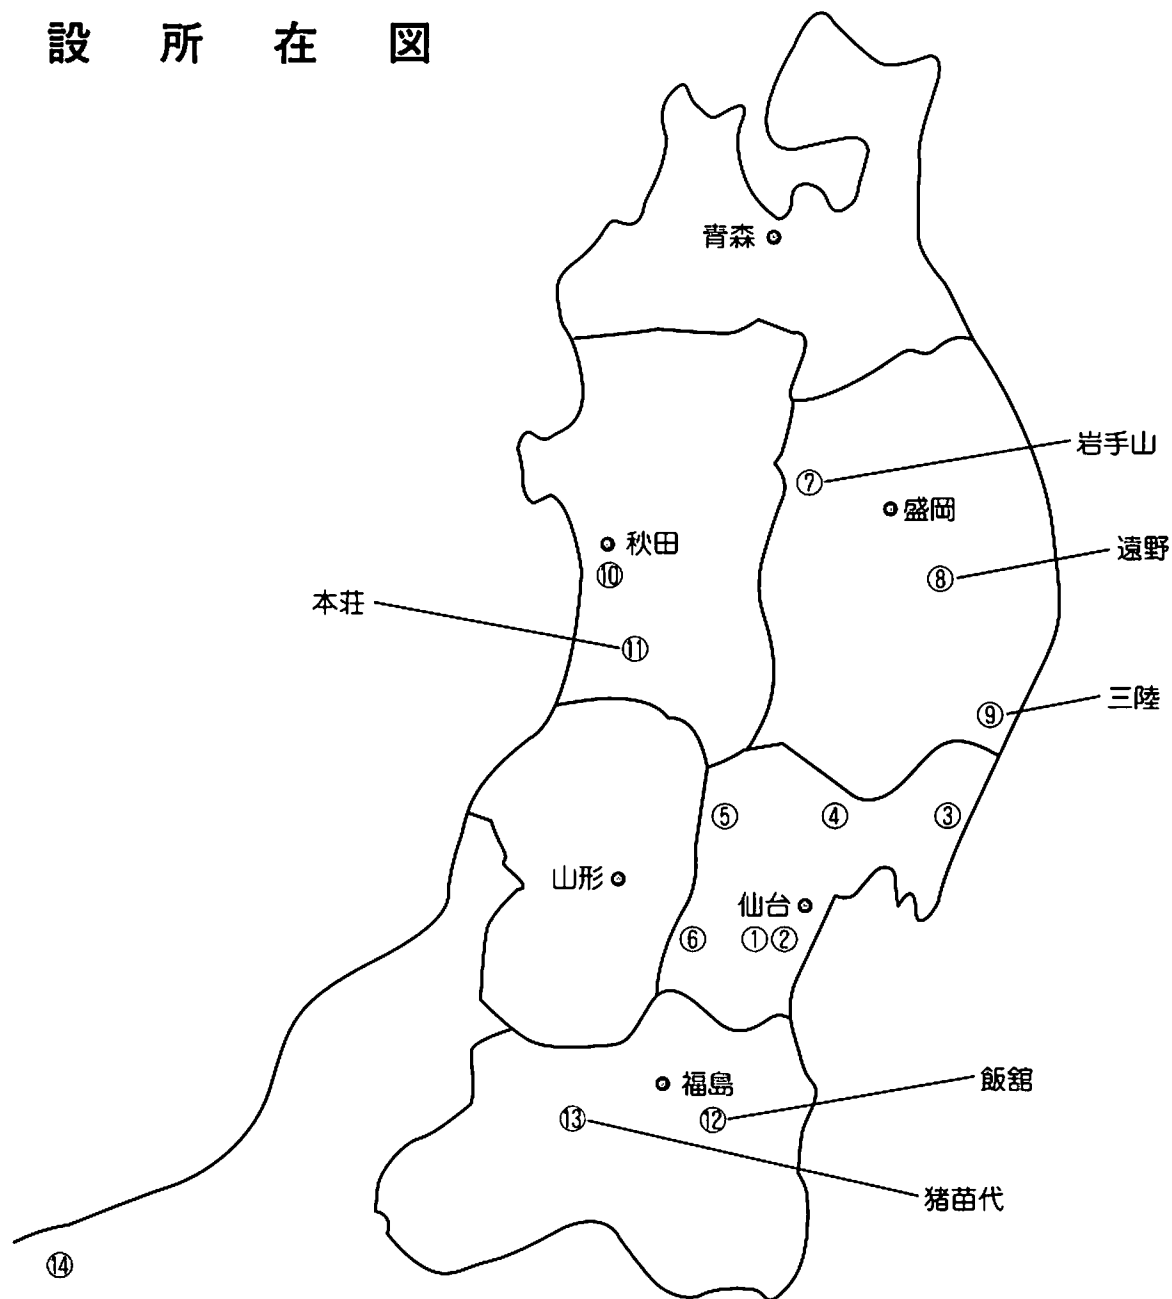 設所在図
青森
岩手山
⑦
盛岡
秋田
遠野
⑩
⑧
本荘
⑪
三陸
⑨
⑤
④
③
山形
仙台
⑥
①
②
飯舘
福島
⑬
⑫
猪苗代
⑭